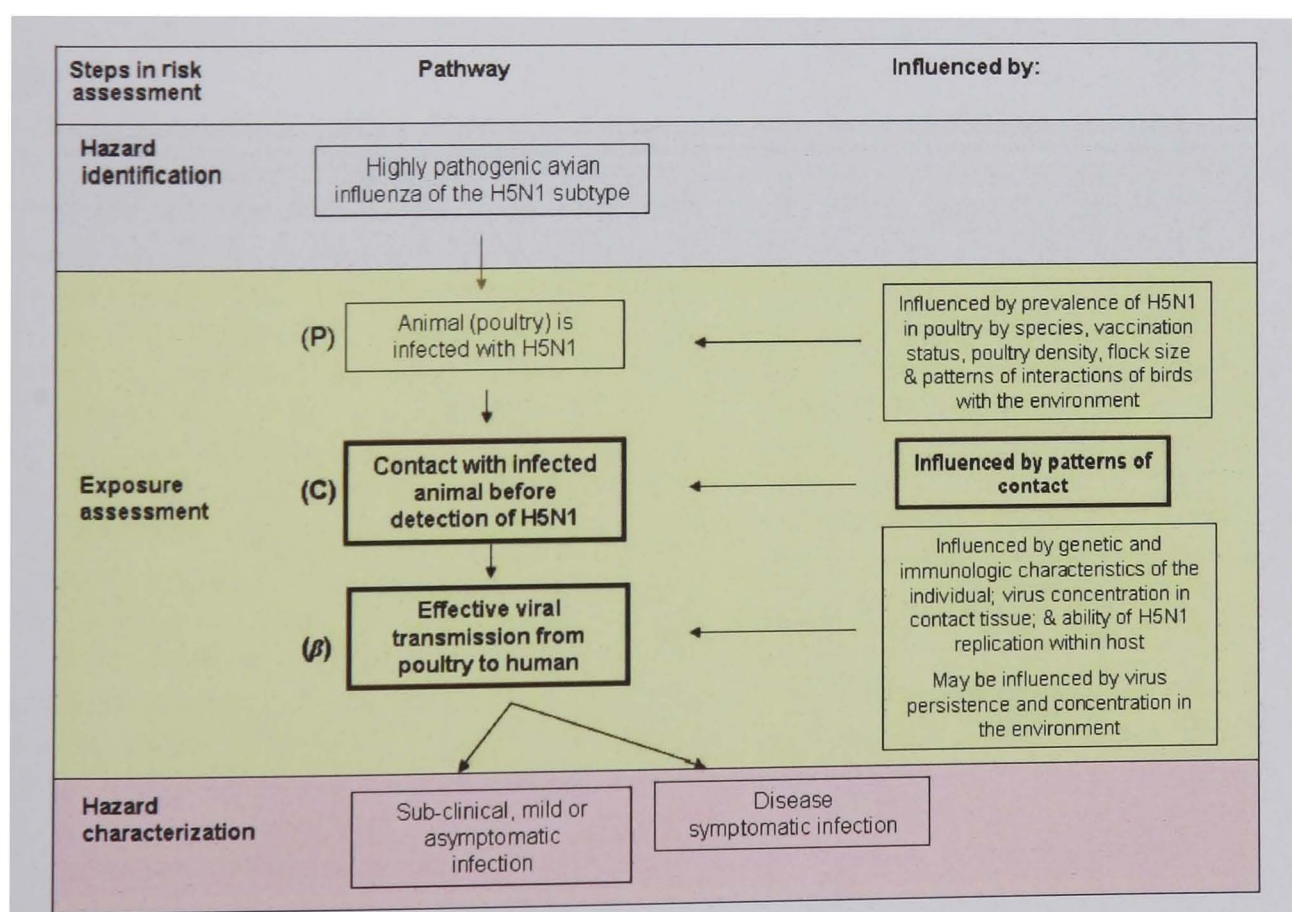 Steps in risk
assessment
Pathway
Influenced by:
Hazard
identification
Highly pathogenic avian
influenza of the H5N1 subtype
Exposure
assessment
(P)
Animal (poultry) is
infected with H5N1
Influenced by prevalence of H5N1
in poultry by species, vaccination
status, poultry density, flock size
& patterns of interactions of birds
with the environment
(C)
Contact with infected
animal before
detection of H5N1
Influenced by patterns of
contact
(β)
Effective viral
transmission from
poultry to human
Influenced by genetic and
immunologic characteristics of the
individual; virus concentration in
contact tissue; & ability of H5N1
replication within host
May be influenced by virus
persistence and concentration in
the environment
Hazard
characterization
Sub-clinical, mild or
asymptomatic
infection
Disease
symptomatic infection